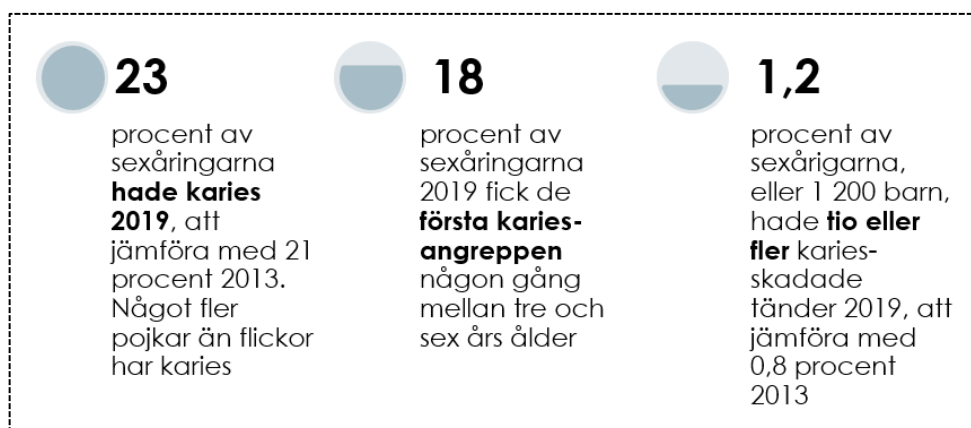 23
procent av
sexåringarna
hade karies
2019, att
jämföra med 21
procent 2013.
Något fler
pojkar än flickor
har karies
18
procent av
sexåringarna
2019 fick de
första karies-
angreppen
någon gång
mellan tre och
sex års ålder
1,2
procent av
sexårigarna,
eller 1 200 barn,
hade tio eller
fler karies-
skadade
tänder 2019, att
jämföra med
0,8 procent
2013